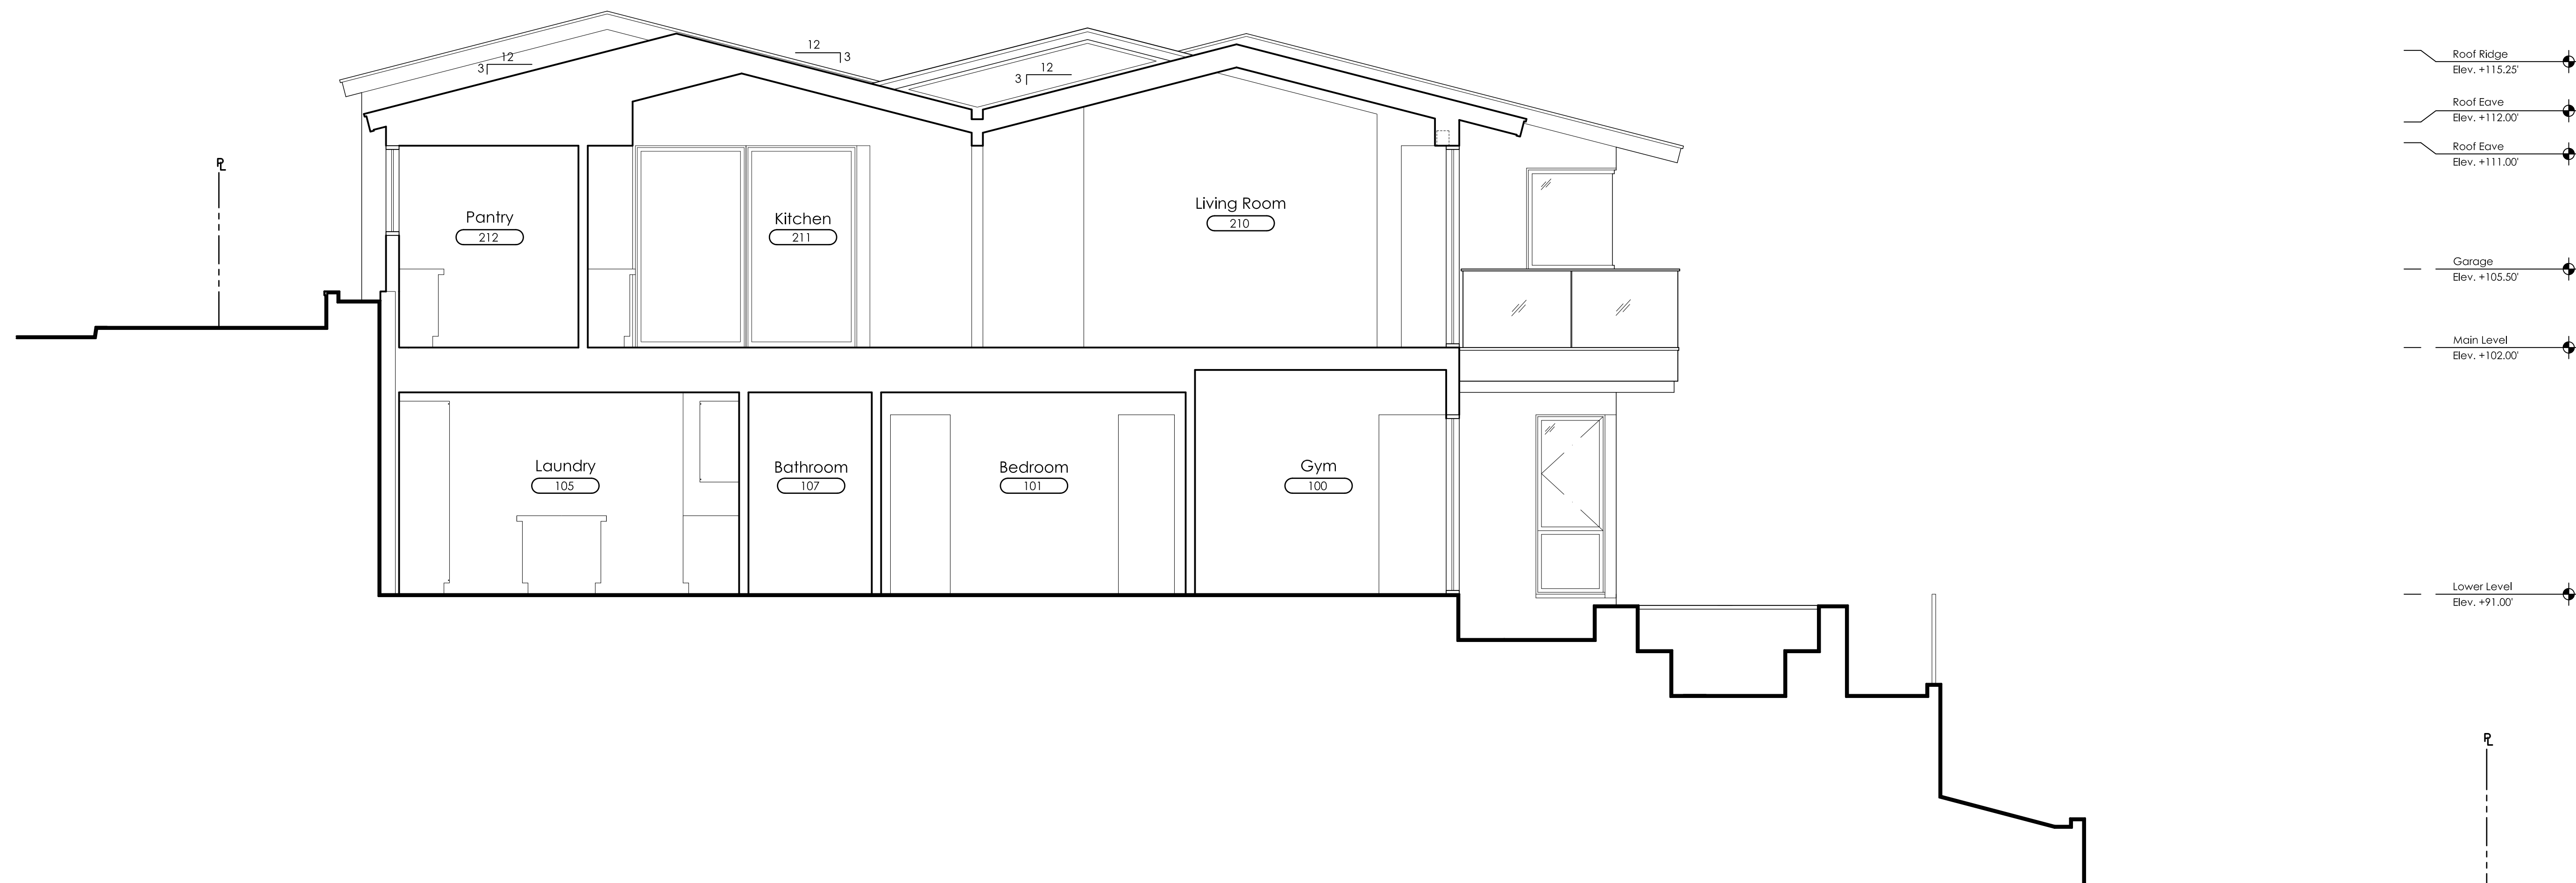 12
3
12
3
12
3
Roof Ridge
Elev. +115.25'
Roof Eave
Elev. +112.00'
Roof Eave
Elev. +111.00'
PL
Pantry
212
Kitchen
211
Living Room
210
Garage
Elev. +105.50'
Main Level
Elev. +102.00'
Laundry
105
Bathroom
107
Bedroom
101
Gym
100
Lower Level
Elev. +91.00'
PL